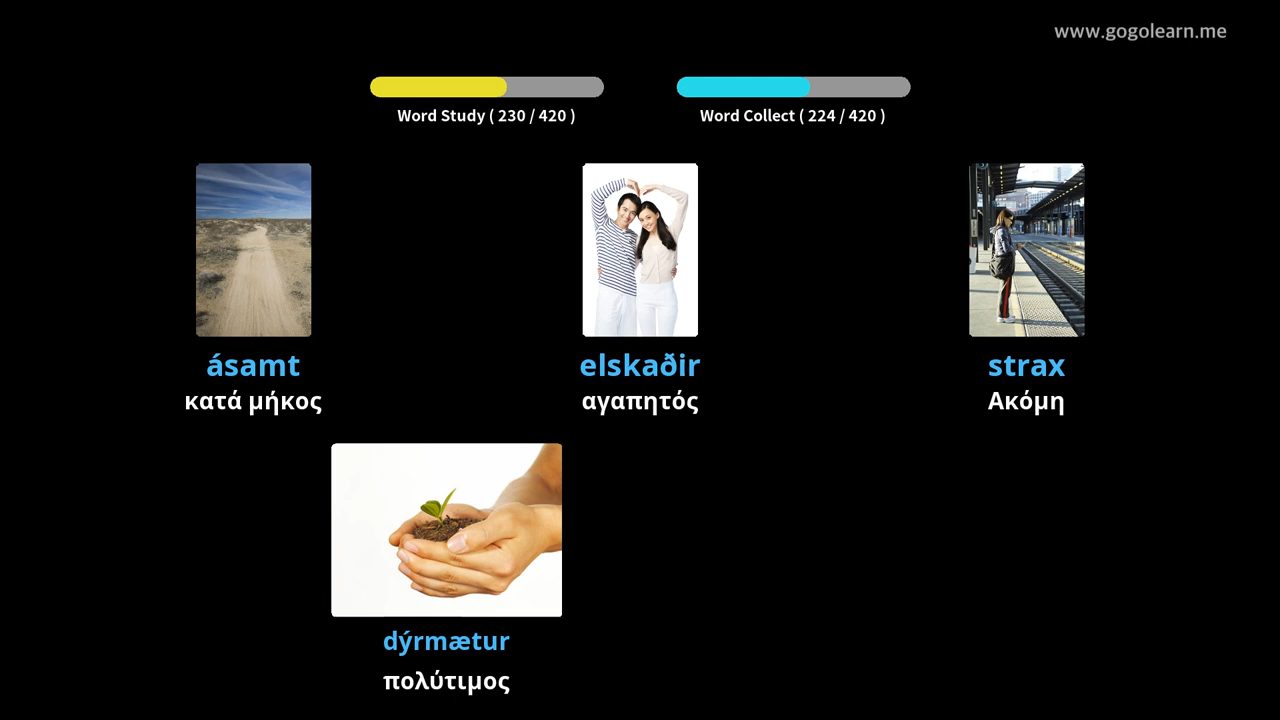 www.gogolearn.me
Word Study ( 230 / 420 )
Word Collect ( 224 / 420 )
ásamt
κατά μήκος
elskaðir
αγαπητός
strax
Ακόμη
dýrmætur
πολύτιμος